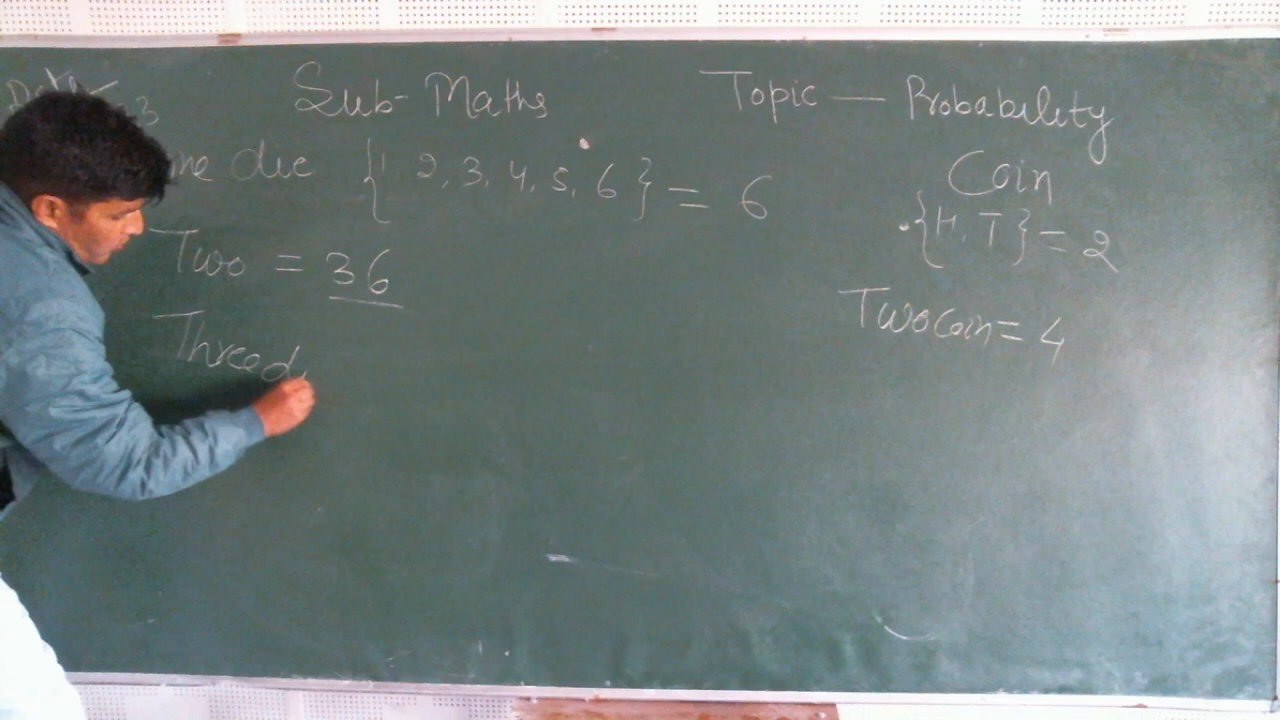 Sub- Maths
Topic — Probability
ne die { 1 2, 3, 4, 5, 6 } = 6
Two = 36
Three d
Coin
{H, T} = 2
Two coin = 4